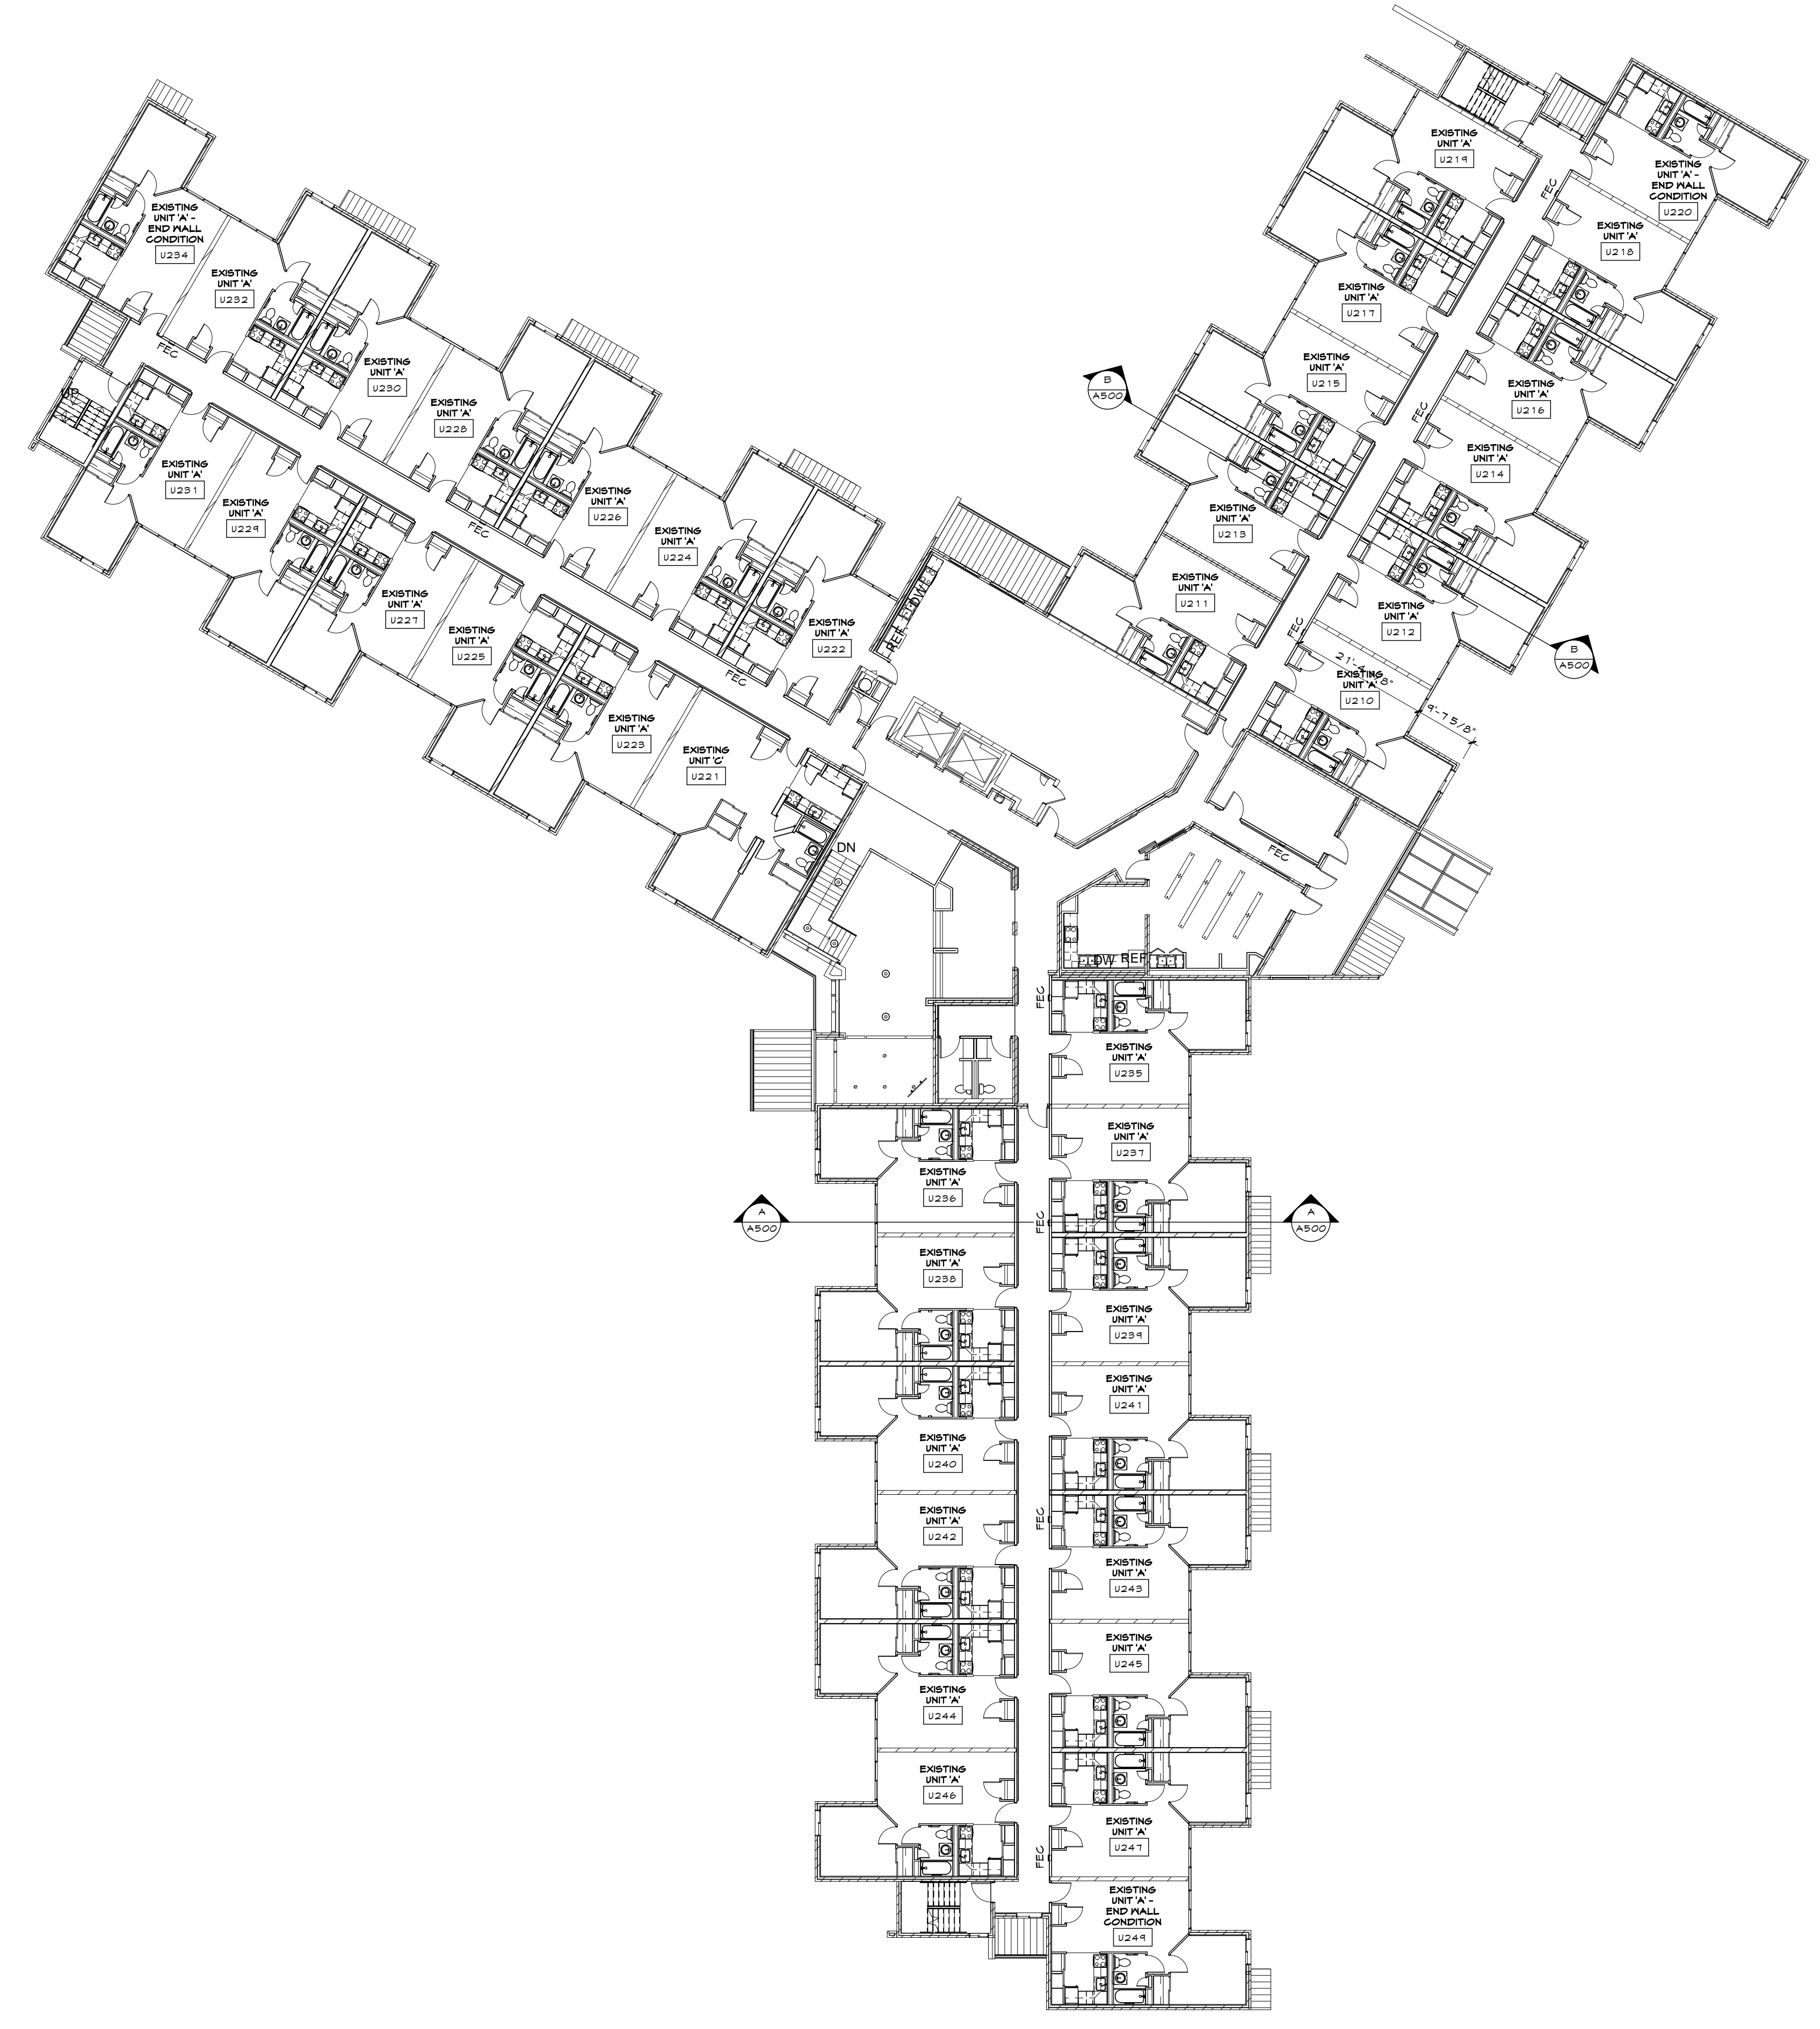 EXISTING
UNIT 'A'
U219
EXISTING
UNIT 'A' -
END WALL
CONDITION
U220
FEC
EXISTING
UNIT 'A'
U218
EXISTING
UNIT 'A' -
END WALL
CONDITION
U234
EXISTING
UNIT 'A'
U232
EXISTING
UNIT 'A'
U217
FEC
EXISTING
UNIT 'A'
U230
EXISTING
UNIT 'A'
U215
EXISTING
UNIT 'A'
U216
B
A500
UP
EXISTING
UNIT 'A'
U228
FEC
EXISTING
UNIT 'A'
U214
EXISTING
UNIT 'A'
U231
EXISTING
UNIT 'A'
U229
EXISTING
UNIT 'A'
U226
FEC
EXISTING
UNIT 'A'
U224
EXISTING
UNIT 'A'
U213
EXISTING
UNIT 'A'
U227
EXISTING
UNIT 'A'
U211
EXISTING
UNIT 'A'
U212
DW
REF.
EXISTING
UNIT 'A'
U225
EXISTING
UNIT 'A'
U222
FEC
B
A500
FEC
21'-4 8"
EXISTING
UNIT 'A'
U210
9'-7 5/8"
EXISTING
UNIT 'A'
U223
EXISTING
UNIT 'C'
U221
DN
FEC
DW
REF.
FEC
EXISTING
UNIT 'A'
U235
EXISTING
UNIT 'A'
U237
EXISTING
UNIT 'A'
U236
A
A500
FEC
A
A500
EXISTING
UNIT 'A'
U238
EXISTING
UNIT 'A'
U239
EXISTING
UNIT 'A'
U241
EXISTING
UNIT 'A'
U240
EXISTING
UNIT 'A'
U242
FEC
EXISTING
UNIT 'A'
U243
EXISTING
UNIT 'A'
U245
EXISTING
UNIT 'A'
U244
EXISTING
UNIT 'A'
U246
EXISTING
UNIT 'A'
U247
FEC
EXISTING
UNIT 'A' -
END WALL
CONDITION
U249